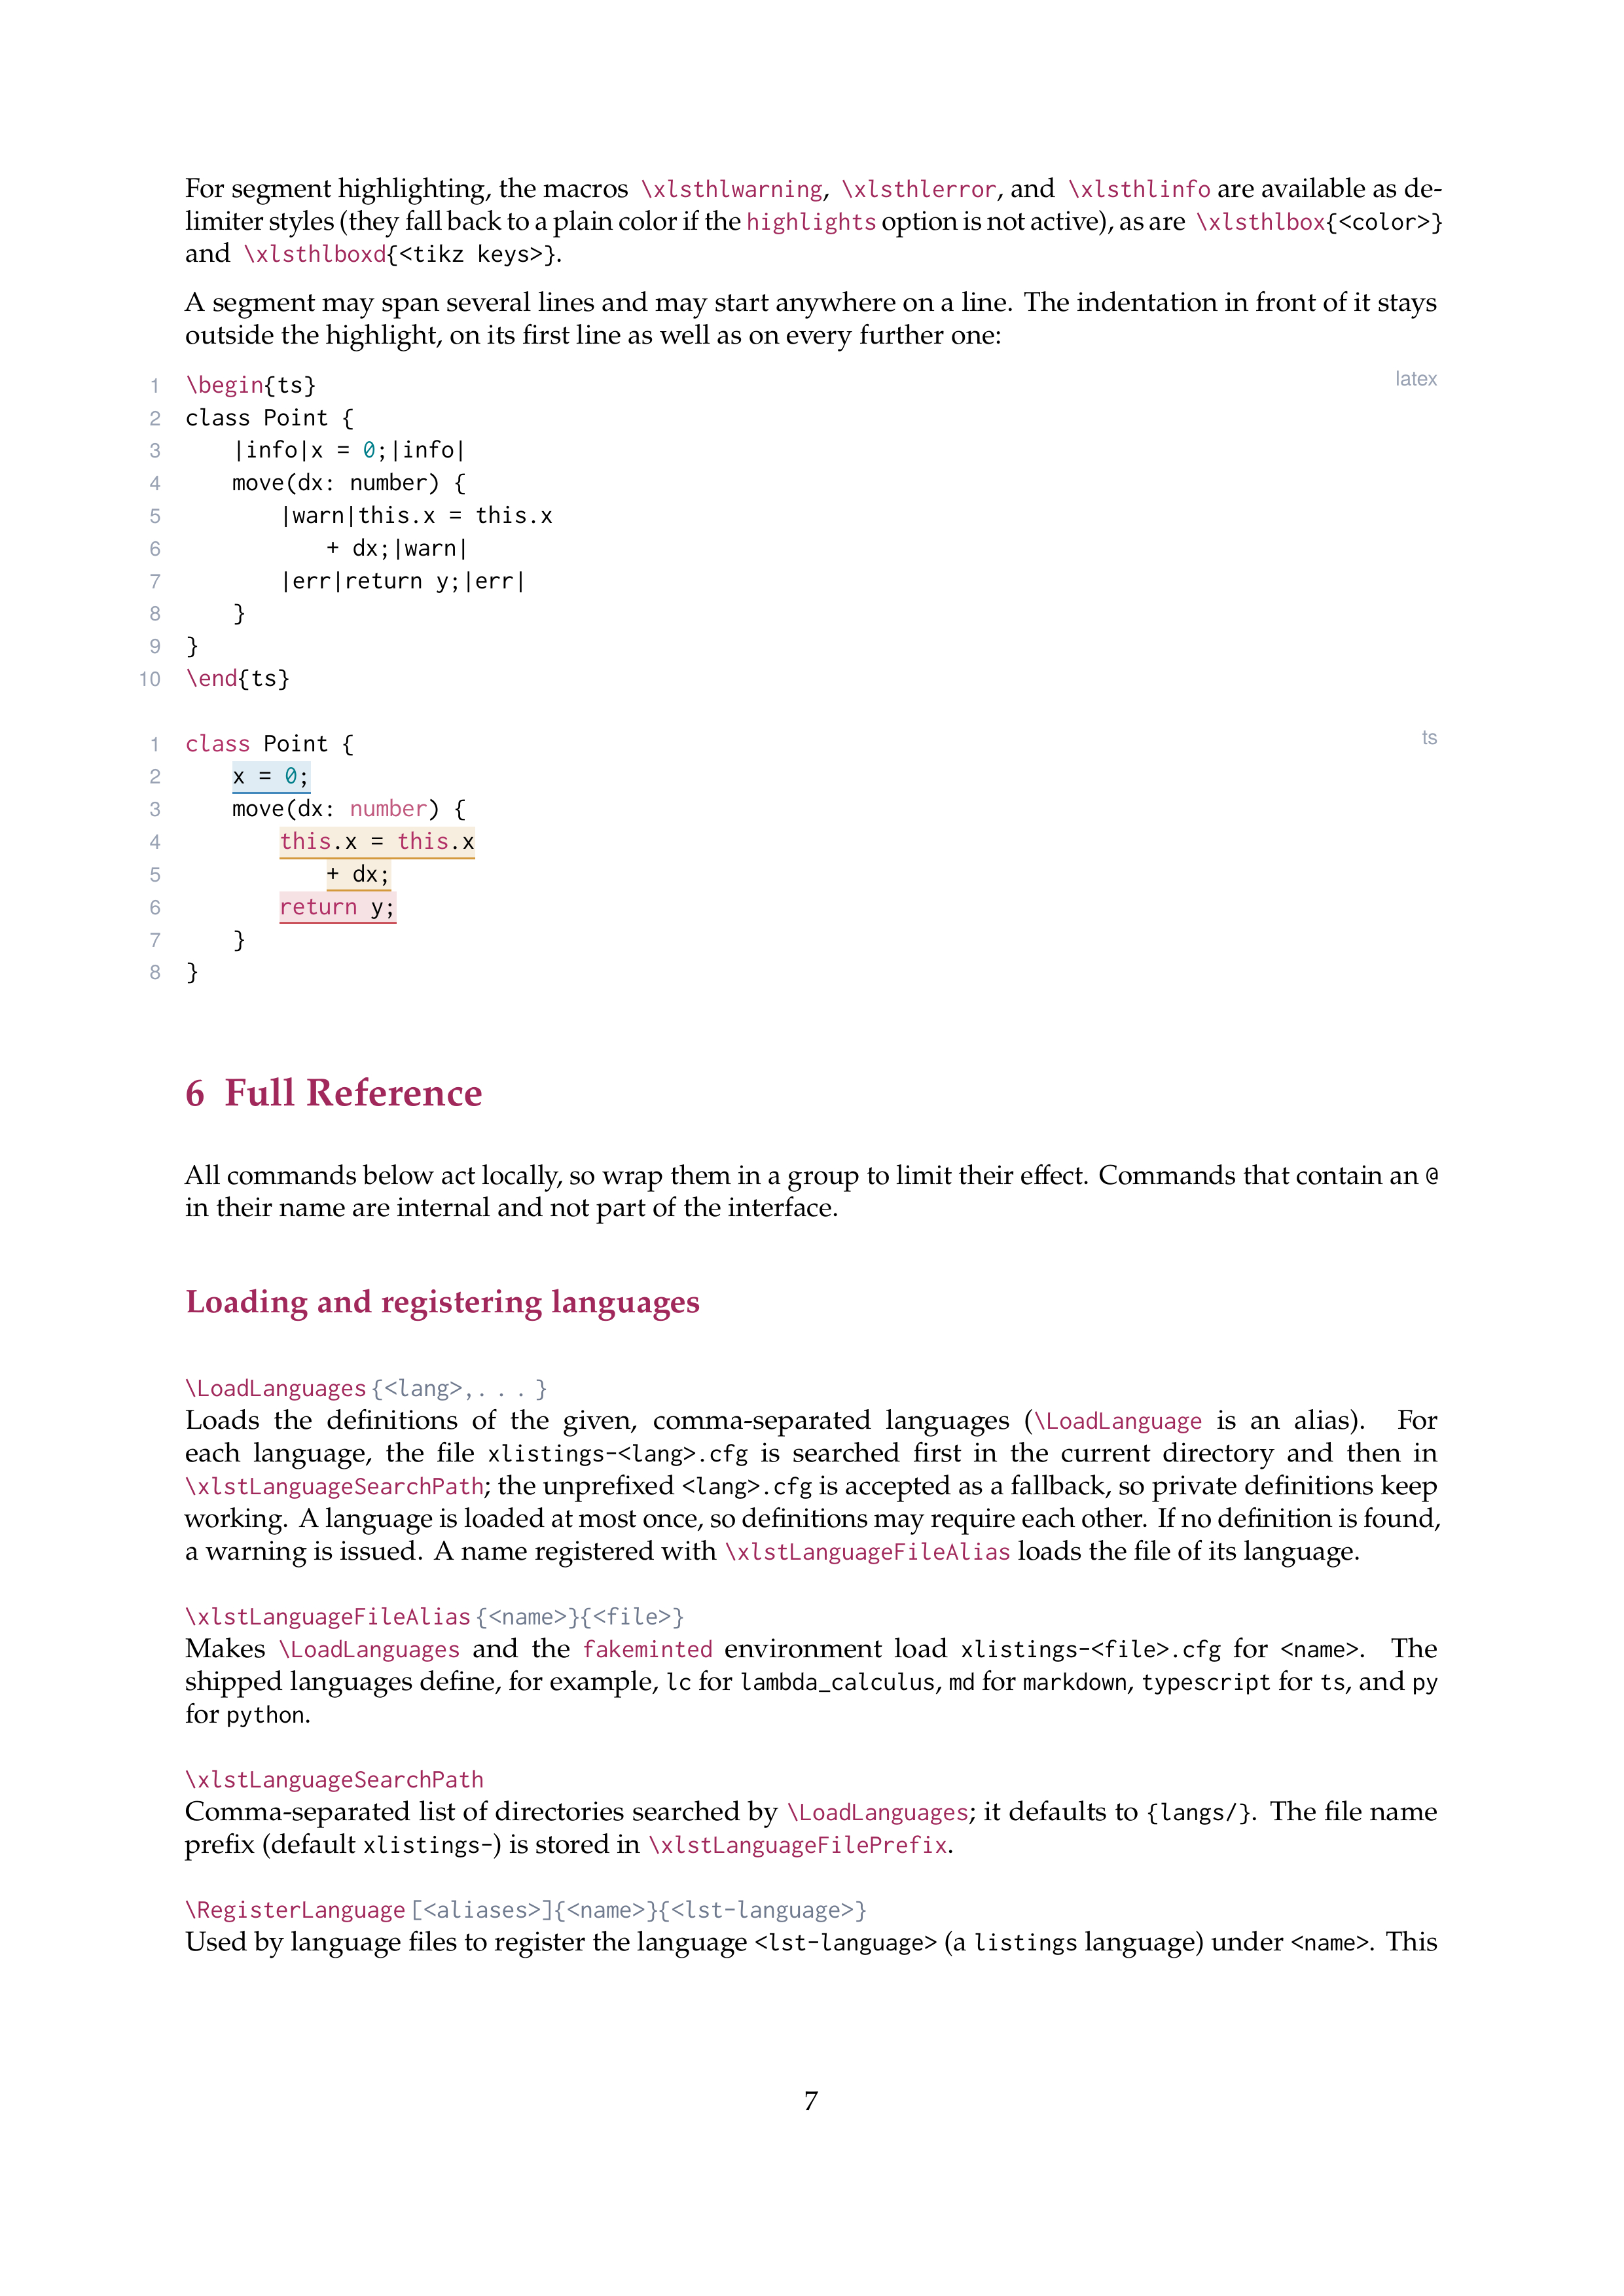 For segment highlighting, the macros \xlsthlwarning, \xlsthlerror, and \xlsthlinfo are available as de-
limiter styles (they fall back to a plain color if the highlights option is not active), as are \xlsthlbox{<color>}
and \xlsthlboxd{<tikz keys>}.
A segment may span several lines and may start anywhere on a line. The indentation in front of it stays
outside the highlight, on its first line as well as on every further one:
1 \begin{ts} latex
2 class Point {
3     |info|x = 0;|info|
4     move(dx: number) {
5         |warn|this.x = this.x
6             + dx;|warn|
7         |err|return y;|err|
8     }
9 }
10 \end{ts}
1 class Point { ts
2     x = 0;
3     move(dx: number) {
4         this.x = this.x
5             + dx;
6         return y;
7     }
8 }
6 Full Reference
All commands below act locally, so wrap them in a group to limit their effect. Commands that contain an @
in their name are internal and not part of the interface.
Loading and registering languages
\LoadLanguages{<lang>,. . . }
Loads the definitions of the given, comma-separated languages (\LoadLanguage is an alias). For
each language, the file xlistings-<lang>.cfg is searched first in the current directory and then in
\xlstLanguageSearchPath; the unprefixed <lang>.cfg is accepted as a fallback, so private definitions keep
working. A language is loaded at most once, so definitions may require each other. If no definition is found,
a warning is issued. A name registered with \xlstLanguageFileAlias loads the file of its language.
\xlstLanguageFileAlias{<name>}{<file>}
Makes \LoadLanguages and the fakeminted environment load xlistings-<file>.cfg for <name>. The
shipped languages define, for example, lc for lambda_calculus, md for markdown, typescript for ts, and py
for python.
\xlstLanguageSearchPath
Comma-separated list of directories searched by \LoadLanguages; it defaults to {langs/}. The file name
prefix (default xlistings-) is stored in \xlstLanguageFilePrefix.
\RegisterLanguage[<aliases>]{<name>}{<lst-language>}
Used by language files to register the language <lst-language> (a listings language) under <name>. This
7